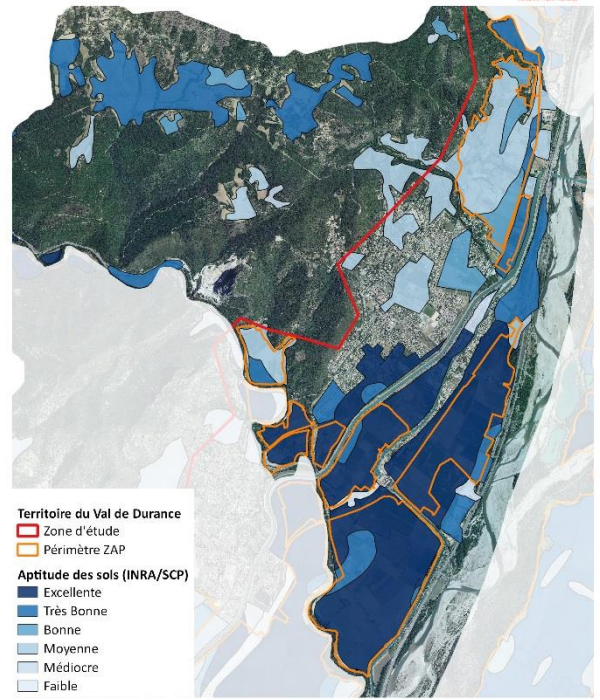 Territoire du Val de Durance
Zone d'étude
Périmètre ZAP
Aptitude des sols (INRA/SCP)
Excellente
Très Bonne
Bonne
Moyenne
Médiocre
Faible